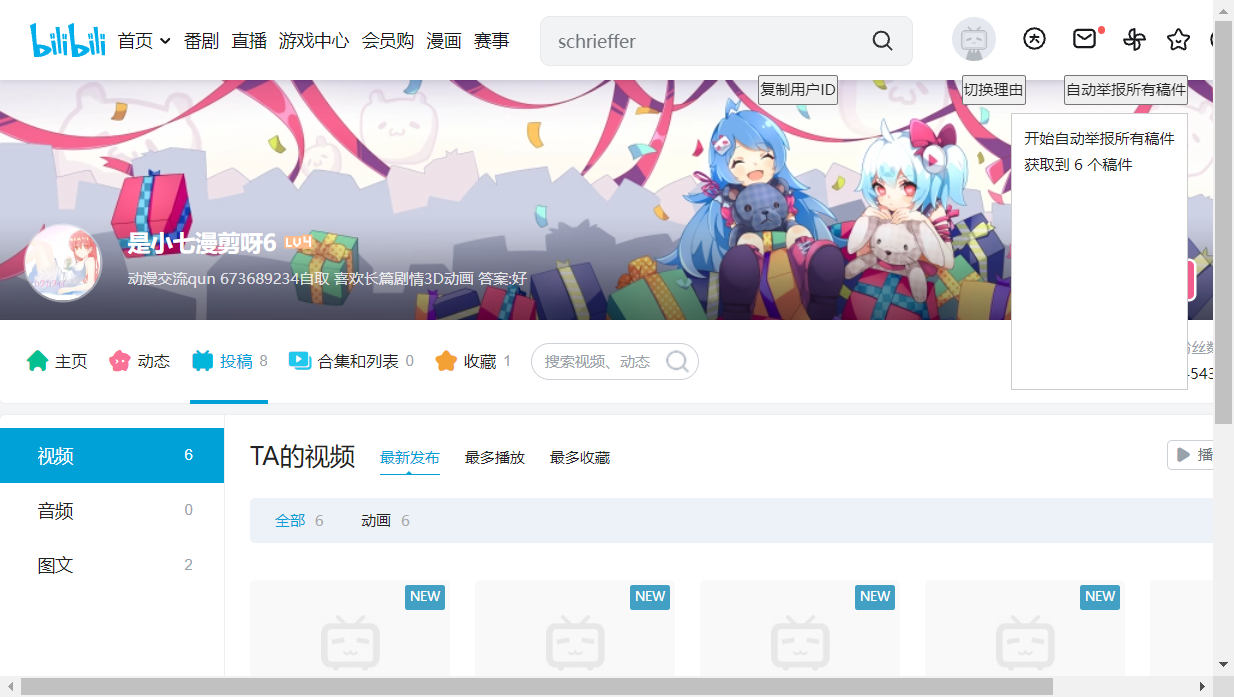 bilibili
首页 番剧 直播 游戏中心 会员购 漫画 赛事
schrieffer
大
复制用户ID 切换理由 自动举报所有稿件
开始自动举报所有稿件
获取到 6 个稿件
是小七漫剪呀6 LV4
动漫交流qun 673689234自取 喜欢长篇剧情3D动画 答案:好
主页 动态 投稿 8 合集和列表 0 收藏 1 搜索视频、动态
丝数
543
视频 6
音频 0
图文 2
TA的视频 最新发布 最多播放 最多收藏
播
全部 6 动画 6
NEW NEW NEW NEW